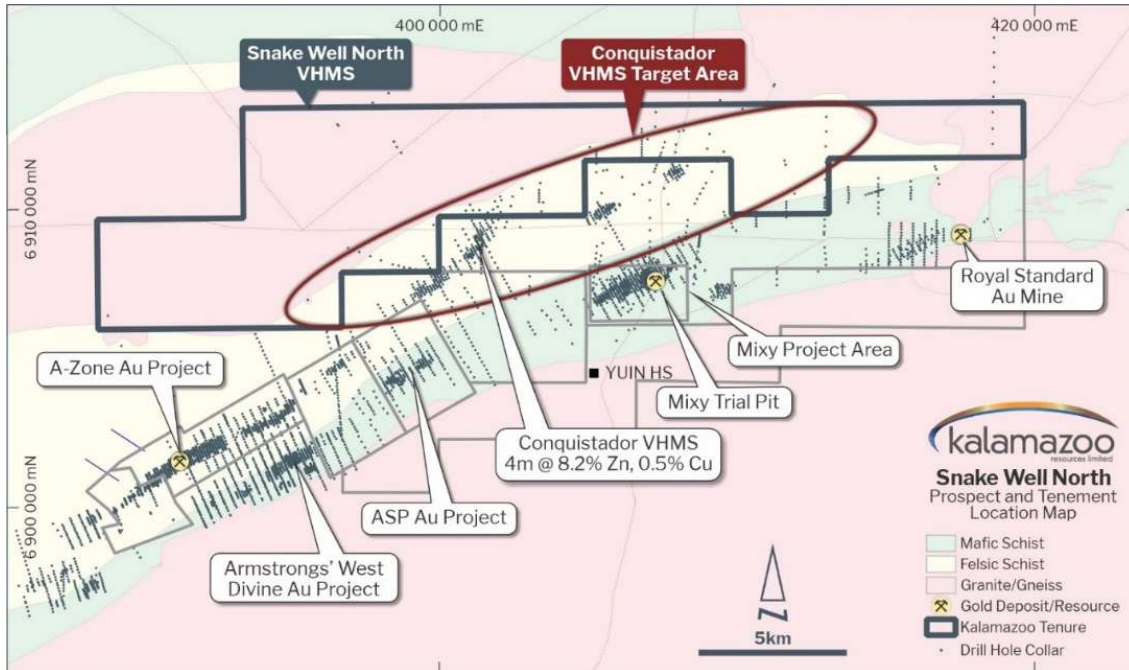 400 000 mE
420 000 mE
Snake Well North
VHMS
Conquistador
VHMS Target Area
6 910 000 mN
Royal Standard
Au Mine
A-Zone Au Project
Mixy Project Area
YUIN HS
Mixy Trial Pit
Conquistador VHMS
4m @ 8.2% Zn, 0.5% Cu
ASP Au Project
6 900 000 mN
Armstrongs' West
Divine Au Project
kalamazoo
resources limited
Snake Well North
Prospect and Tenement
Location Map
Mafic Schist
Felsic Schist
Granite/Gneiss
Gold Deposit/Resource
Kalamazoo Tenure
Drill Hole Collar
N
5km